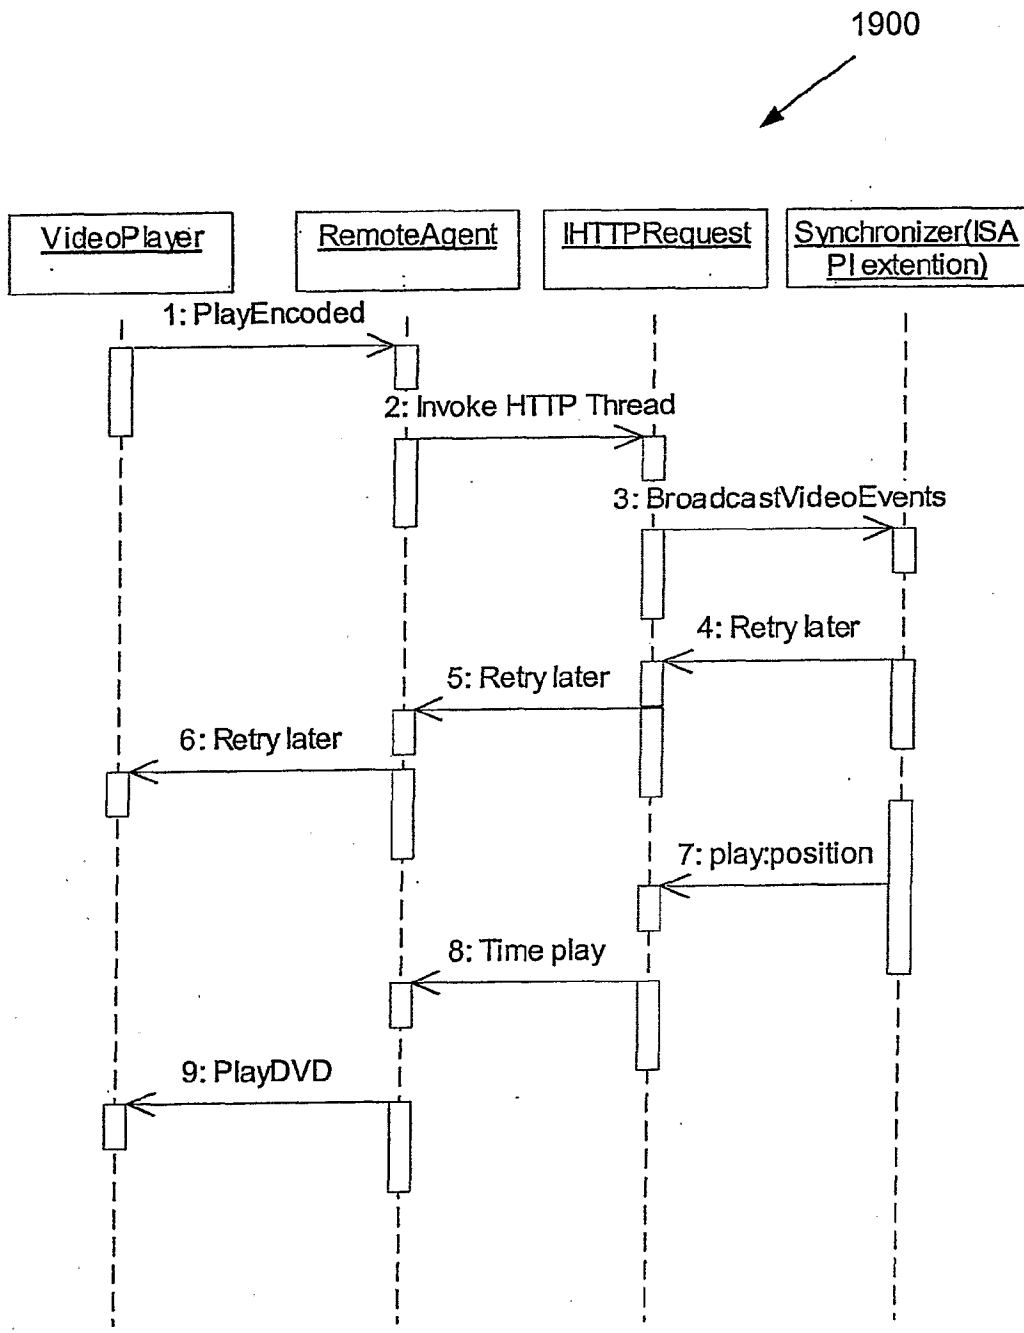 1900
VideoPlayer
RemoteAgent
IHTTPRequest
Synchronizer(ISA
PI extention)
1: PlayEncoded
2: Invoke HTTP Thread
3: BroadcastVideoEvents
4: Retry later
5: Retry later
6: Retry later
7: play:position
8: Time play
9: PlayDVD